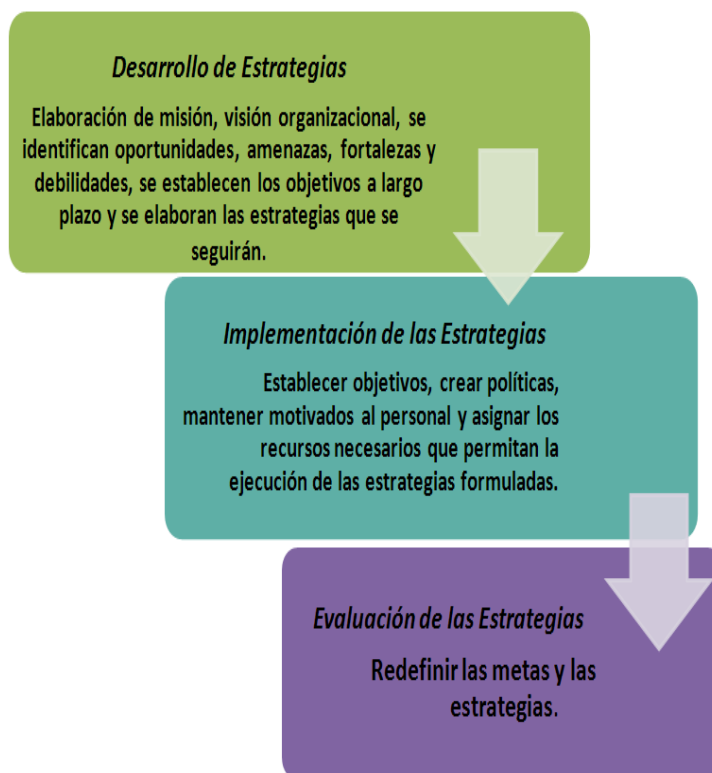 Desarrollo de Estrategias
Elaboración de misión, visión organizacional, se
identifican oportunidades, amenazas, fortalezas y
debilidades, se establecen los objetivos a largo
plazo y se elaboran las estrategias que se
seguirán.
Implementación de las Estrategias
Establecer objetivos, crear políticas,
mantener motivados al personal y asignar los
recursos necesarios que permitan la
ejecución de las estrategias formuladas.
Evaluación de las Estrategias
Redefinir las metas y las
estrategias.